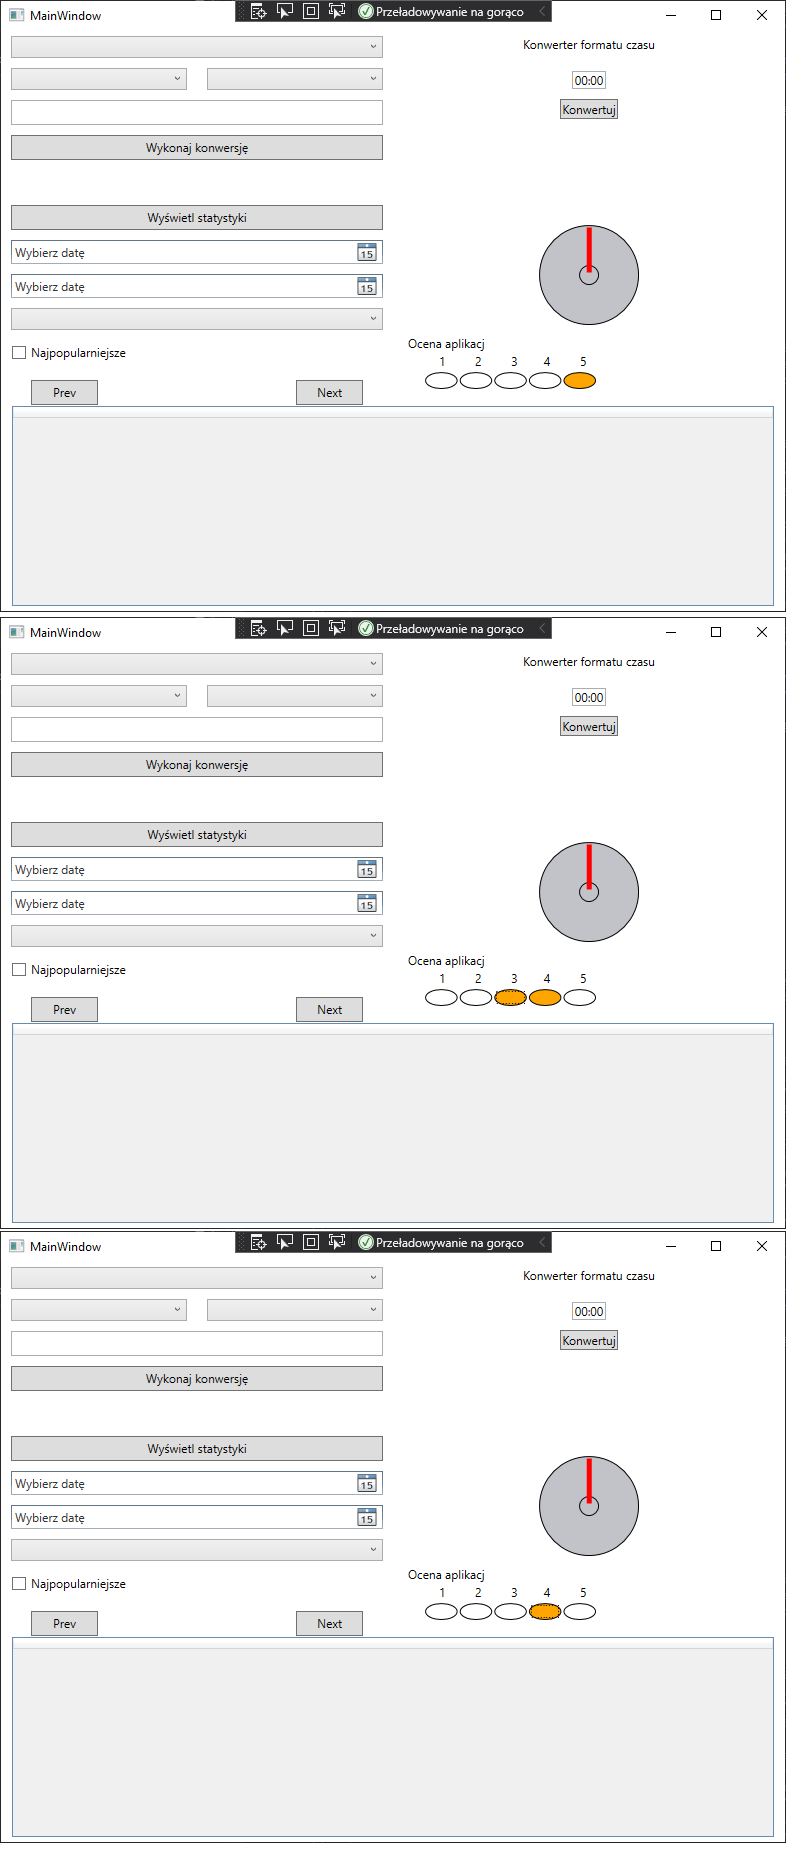 MainWindow
Przeładowywanie na gorąco
Konwerter formatu czasu
00:00
Konwertuj
Wykonaj konwersję
Wyświetl statystyki
Wybierz datę 15
Wybierz datę 15
Ocena aplikacj
Najpopularniejsze
1 2 3 4 5
Prev Next
MainWindow
Przeładowywanie na gorąco
Konwerter formatu czasu
00:00
Konwertuj
Wykonaj konwersję
Wyświetl statystyki
Wybierz datę 15
Wybierz datę 15
Ocena aplikacj
Najpopularniejsze
1 2 3 4 5
Prev Next
MainWindow
Przeładowywanie na gorąco
Konwerter formatu czasu
00:00
Konwertuj
Wykonaj konwersję
Wyświetl statystyki
Wybierz datę 15
Wybierz datę 15
Ocena aplikacj
Najpopularniejsze
1 2 3 4 5
Prev Next